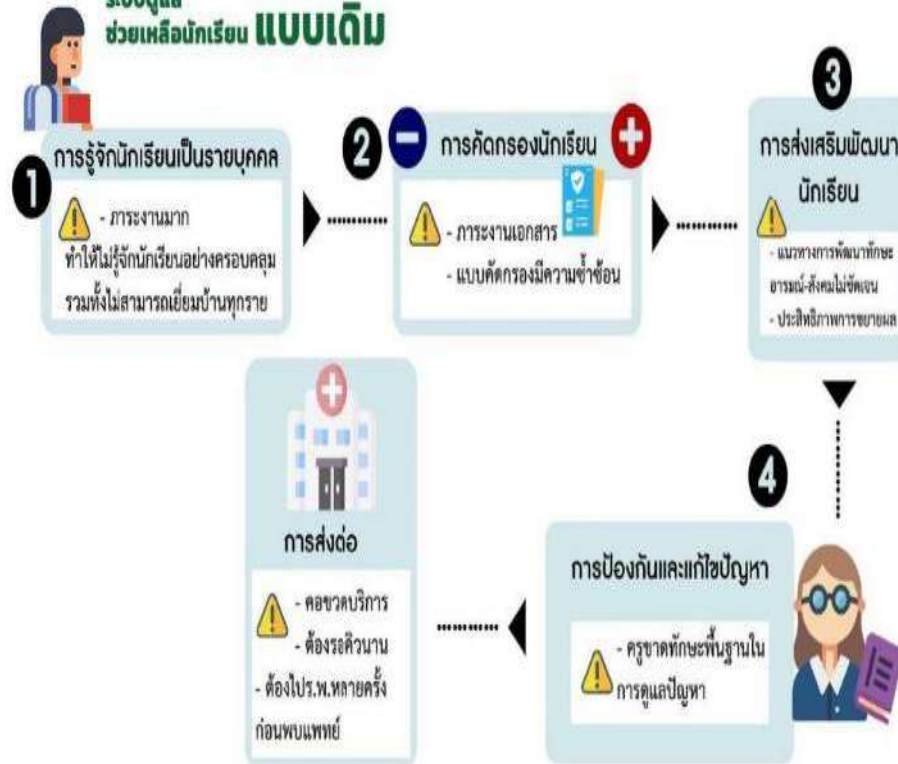 ระบบดูแล
ช่วยเหลือนักเรียน แบบเดิม
1
การรู้จักนักเรียนเป็นรายบุคคล
- ภาระงานมาก
ทำให้ไม่รู้จักนักเรียนอย่างครอบคลุม
รวมทั้งไม่สามารถเยี่ยมบ้านทุกราย
2
การคัดกรองนักเรียน
- ภาระงานเอกสาร
- แบบคัดกรองมีความซ้ำซ้อน
3
การส่งเสริมพัฒนา
นักเรียน
- แนวทางการพัฒนาทักษะ
อารมณ์-สังคมไม่ชัดเจน
- ประสิทธิภาพการขยายผล
4
การป้องกันและแก้ไขปัญหา
- ครูขาดทักษะพื้นฐานใน
การดูแลปัญหา
การส่งต่อ
- คอขวดบริการ
- ต้องรอคิวนาน
- ต้องไปร.พ.หลายครั้ง
ก่อนพบแพทย์